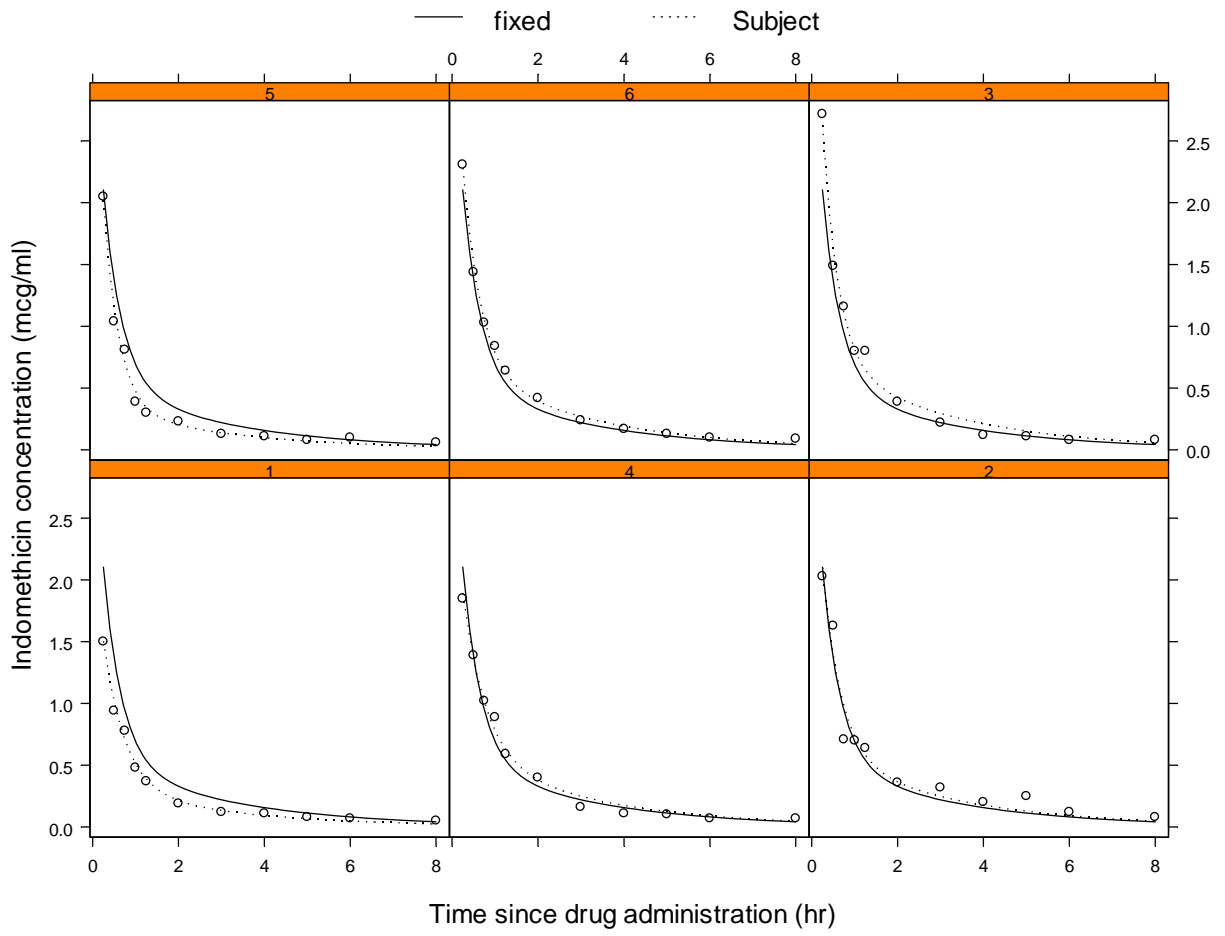 fixed Subject
0 2 4 6 8
5 6 3
2.5
2.0
1.5
1.0
0.5
0.0
1 4 2
2.5
2.0
1.5
1.0
0.5
0.0
0 2 4 6 8 0 2 4 6 8
Indomethicin concentration (mcg/ml)
Time since drug administration (hr)